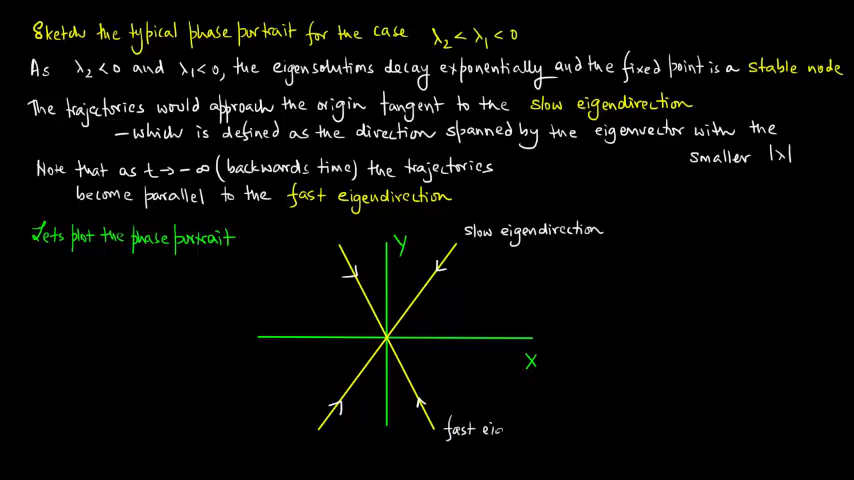 Sketch the typical phase portrait for the case λ₂ < λ₁ < 0
As λ₂ < 0 and λ₁ < 0, the eigensolutions decay exponentially and the fixed point is a stable node
The trajectories would approach the origin tangent to the slow eigendirection
– which is defined as the direction spanned by the eigenvector with the
smaller |λ|
Note that as t → -∞ (backwards time) the trajectories
become parallel to the fast eigendirection
Lets plot the phase portrait
slow eigendirection
Y
X
fast eig